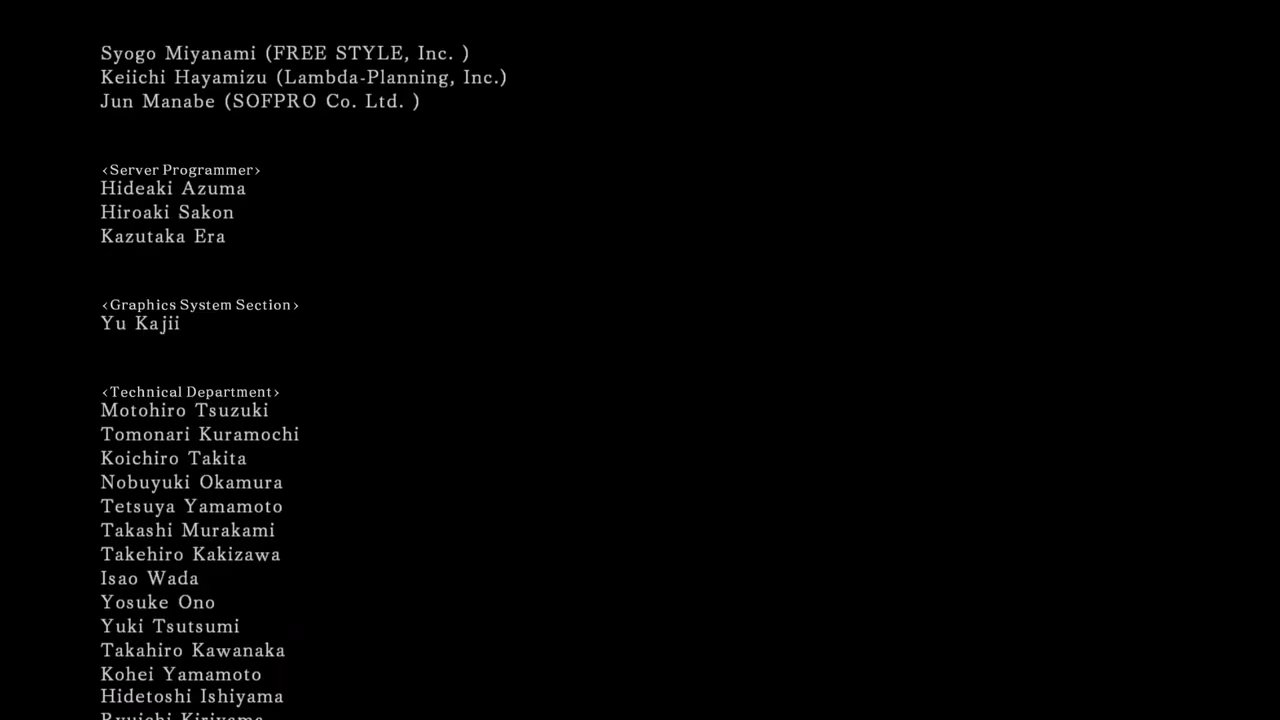 Syogo Miyanami (FREE STYLE, Inc. )
Keiichi Hayamizu (Lambda-Planning, Inc.)
Jun Manabe (SOFPRO Co. Ltd. )
<Server Programmer>
Hideaki Azuma
Hiroaki Sakon
Kazutaka Era
<Graphics System Section>
Yu Kajii
<Technical Department>
Motohiro Tsuzuki
Tomonari Kuramochi
Koichiro Takita
Nobuyuki Okamura
Tetsuya Yamamoto
Takashi Murakami
Takehiro Kakizawa
Isao Wada
Yosuke Ono
Yuki Tsutsumi
Takahiro Kawanaka
Kohei Yamamoto
Hidetoshi Ishiyama
Ryuichi Kiriyama